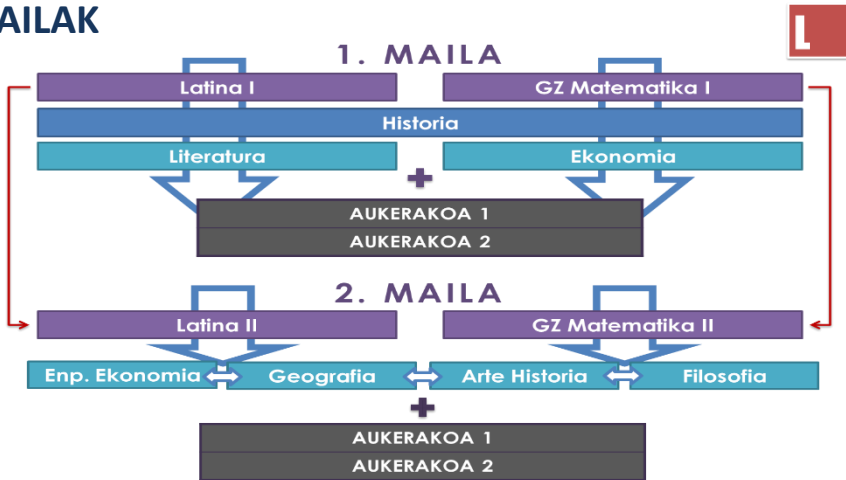 AILAK
L
1. MAILA
Latina I GZ Matematika I
Historia
Literatura Ekonomia
+
AUKERAKOA 1
AUKERAKOA 2
2. MAILA
Latina II GZ Matematika II
Enp. Ekonomia Geografia Arte Historia Filosofia
+
AUKERAKOA 1
AUKERAKOA 2